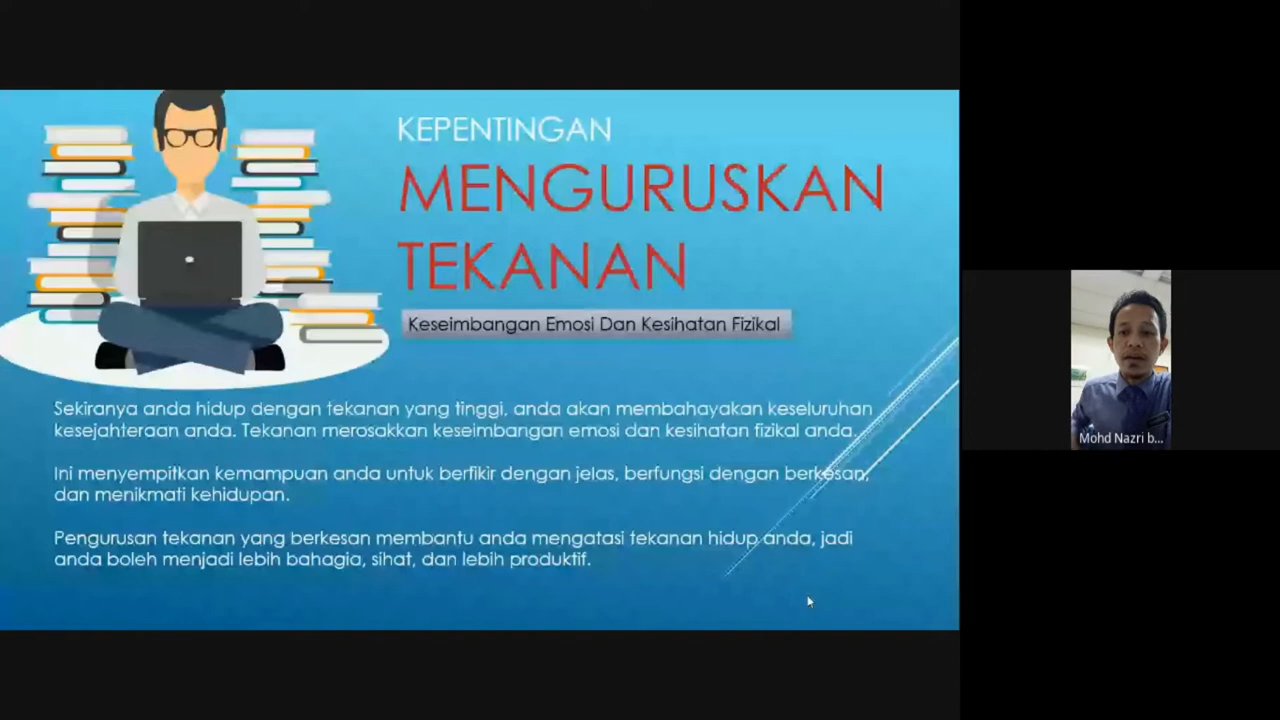 KEPENTINGAN
MENGURUSKAN
TEKANAN
Keseimbangan Emosi Dan Kesihatan Fizikal
Sekiranya anda hidup dengan tekanan yang tinggi, anda akan membahayakan keseluruhan
kesejahteraan anda. Tekanan merosakkan keseimbangan emosi dan kesihatan fizikal anda.
Ini menyempitkan kemampuan anda untuk berfikir dengan jelas, berfungsi dengan berkesan,
dan menikmati kehidupan.
Pengurusan tekanan yang berkesan membantu anda mengatasi tekanan hidup anda, jadi
anda boleh menjadi lebih bahagia, sihat, dan lebih produktif.
Mohd Nazri b...